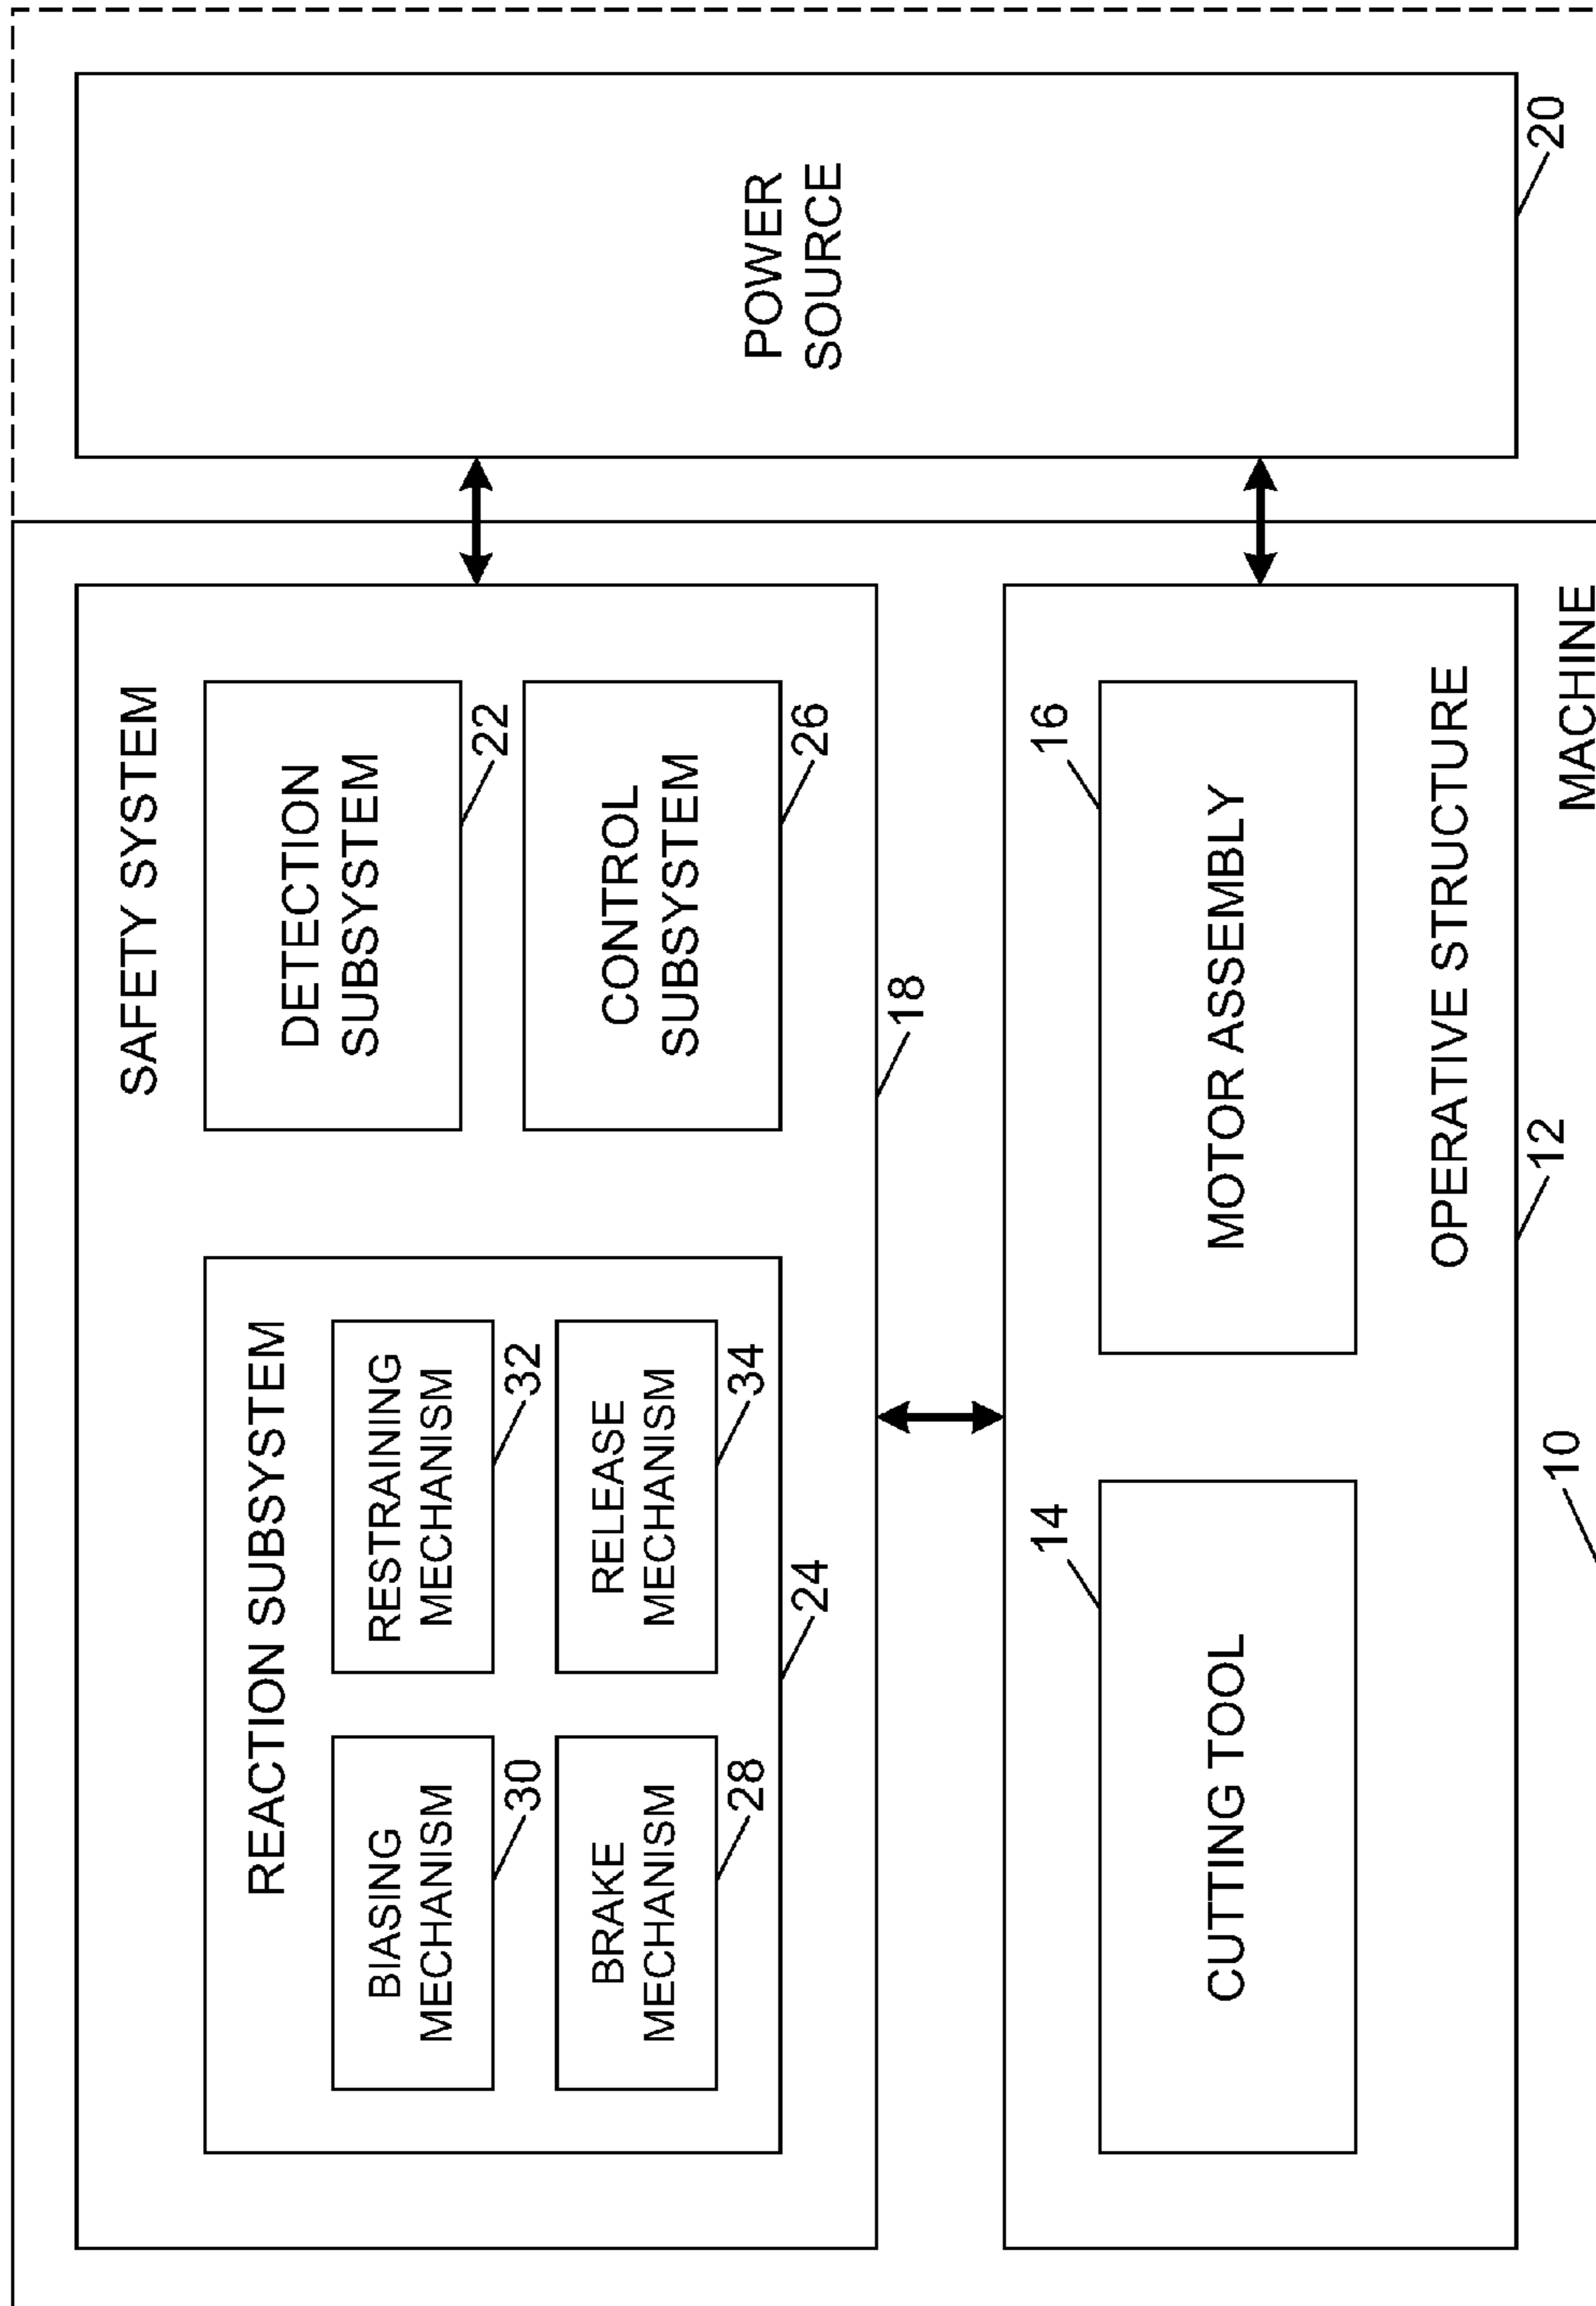 SAFETY SYSTEM
REACTION SUBSYSTEM
BIASING
MECHANISM
30
RESTRAINING
MECHANISM
32
BRAKE
MECHANISM
28
RELEASE
MECHANISM
34
24
DETECTION
SUBSYSTEM
22
CONTROL
SUBSYSTEM
26
18
POWER
SOURCE
20
14
CUTTING TOOL
16
MOTOR ASSEMBLY
OPERATIVE STRUCTURE
12
10
MACHINE